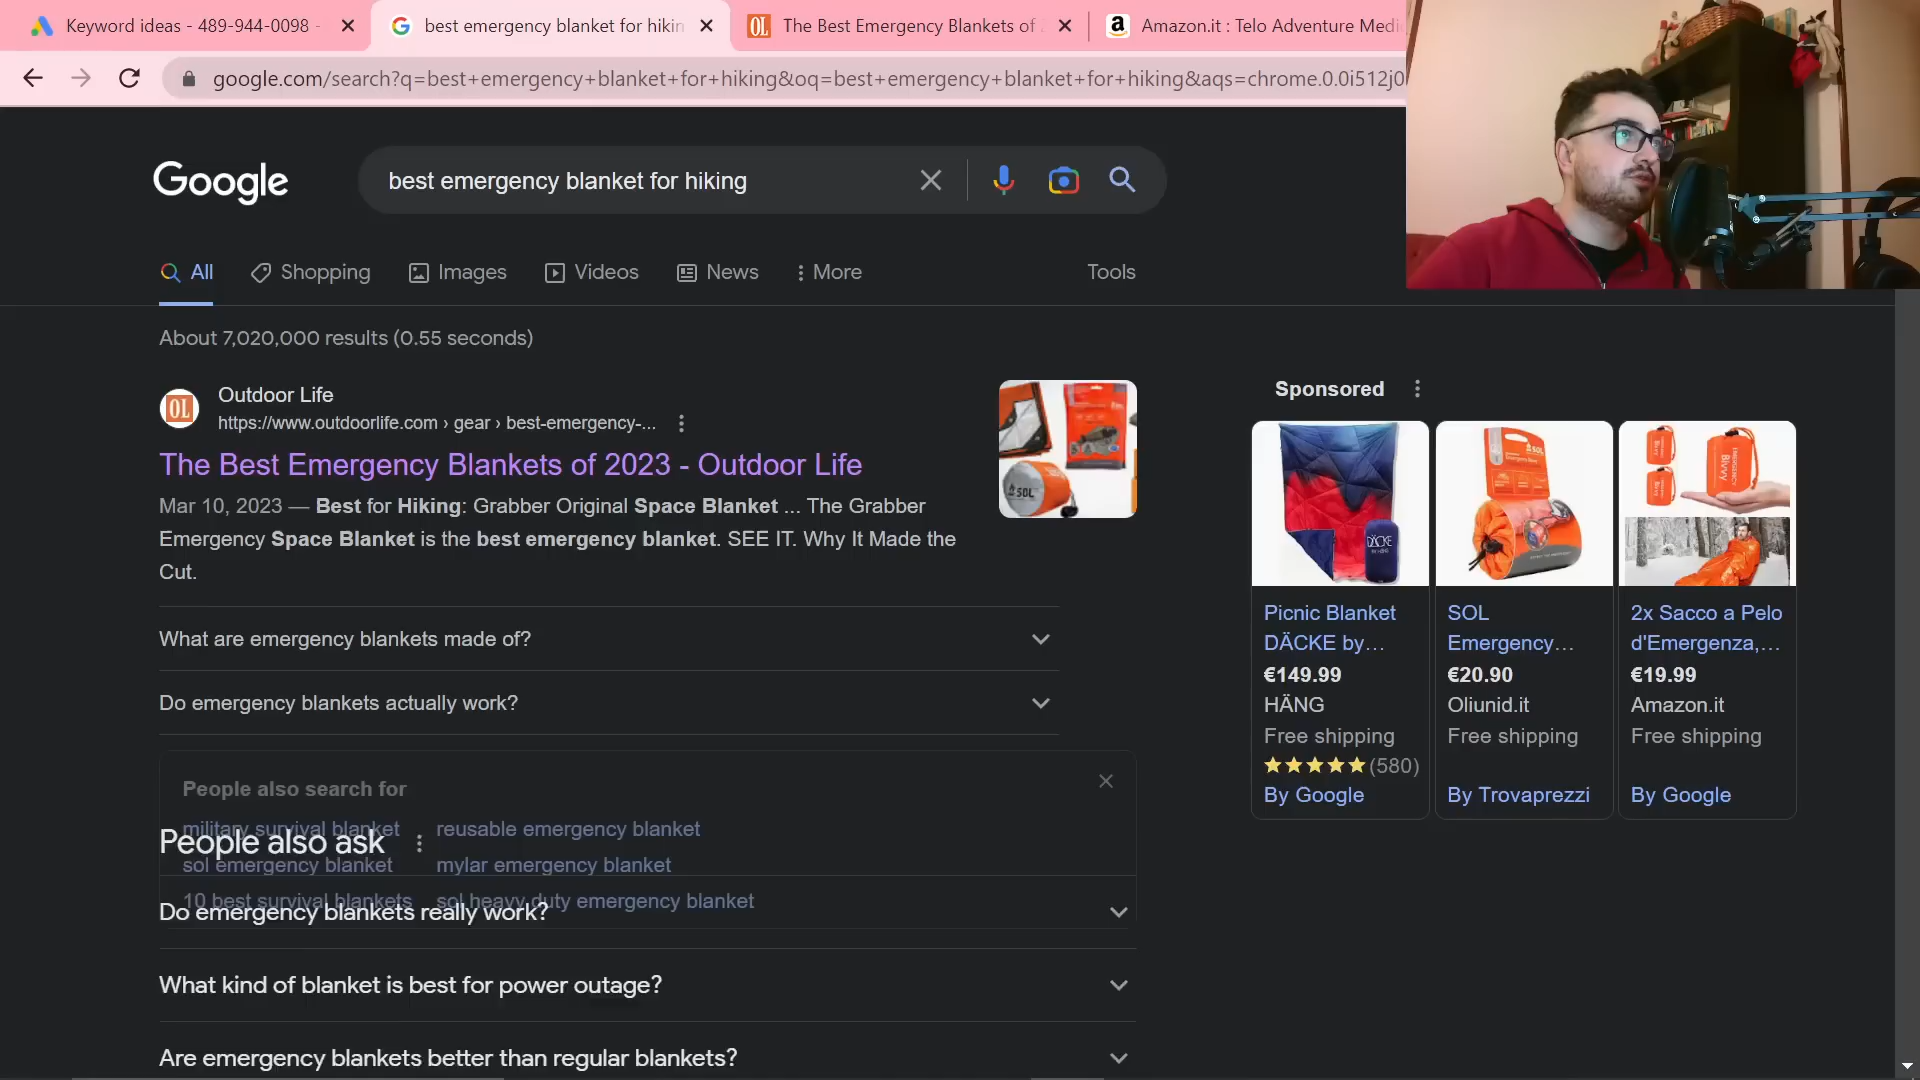 Keyword ideas - 489-944-0098 -
best emergency blanket for hikin
The Best Emergency Blankets of 2
Amazon.it : Telo Adventure Medi
google.com/search?q=best+emergency+blanket+for+hiking&oq=best+emergency+blanket+for+hiking&aqs=chrome.0.0i512j0
Google
best emergency blanket for hiking
All
Shopping
Images
Videos
News
More
Tools
About 7,020,000 results (0.55 seconds)
Outdoor Life
https://www.outdoorlife.com › gear › best-emergency-...
The Best Emergency Blankets of 2023 - Outdoor Life
Mar 10, 2023 — Best for Hiking: Grabber Original Space Blanket ... The Grabber
Emergency Space Blanket is the best emergency blanket. SEE IT. Why It Made the
Cut.
What are emergency blankets made of?
Do emergency blankets actually work?
People also search for
military survival blanket
reusable emergency blanket
sol emergency blanket
mylar emergency blanket
10 best survival blankets
sol heavy duty emergency blanket
People also ask
Do emergency blankets really work?
What kind of blanket is best for power outage?
Are emergency blankets better than regular blankets?
Sponsored
Picnic Blanket
DÄCKE by...
€149.99
HÄNG
Free shipping
(580)
By Google
SOL
Emergency...
€20.90
Oliunid.it
Free shipping
By Trovaprezzi
2x Sacco a Pelo
d'Emergenza,...
€19.99
Amazon.it
Free shipping
By Google
OL
OL
SOL
DÄCKE
SOL
Bivvy